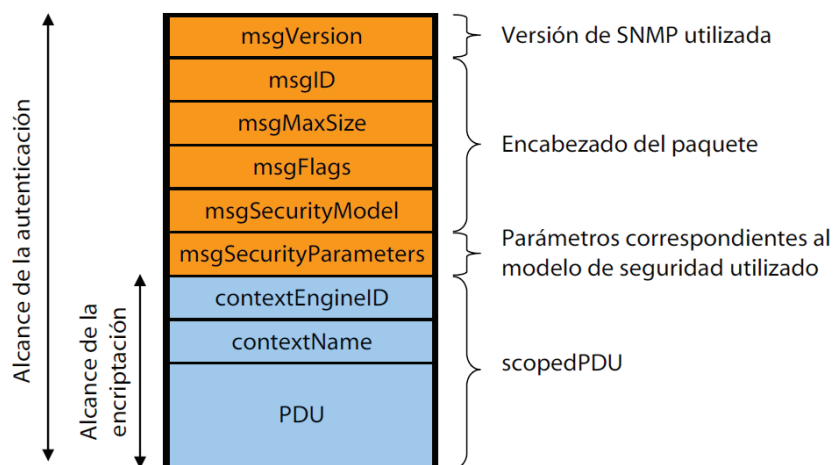 msgVersion
Versión de SNMP utilizada
msgID
msgMaxSize
msgFlags
msgSecurityModel
Encabezado del paquete
msgSecurityParameters
Parámetros correspondientes al
modelo de seguridad utilizado
contextEngineID
contextName
PDU
scopedPDU
Alcance de la autenticación
Alcance de la
encriptación